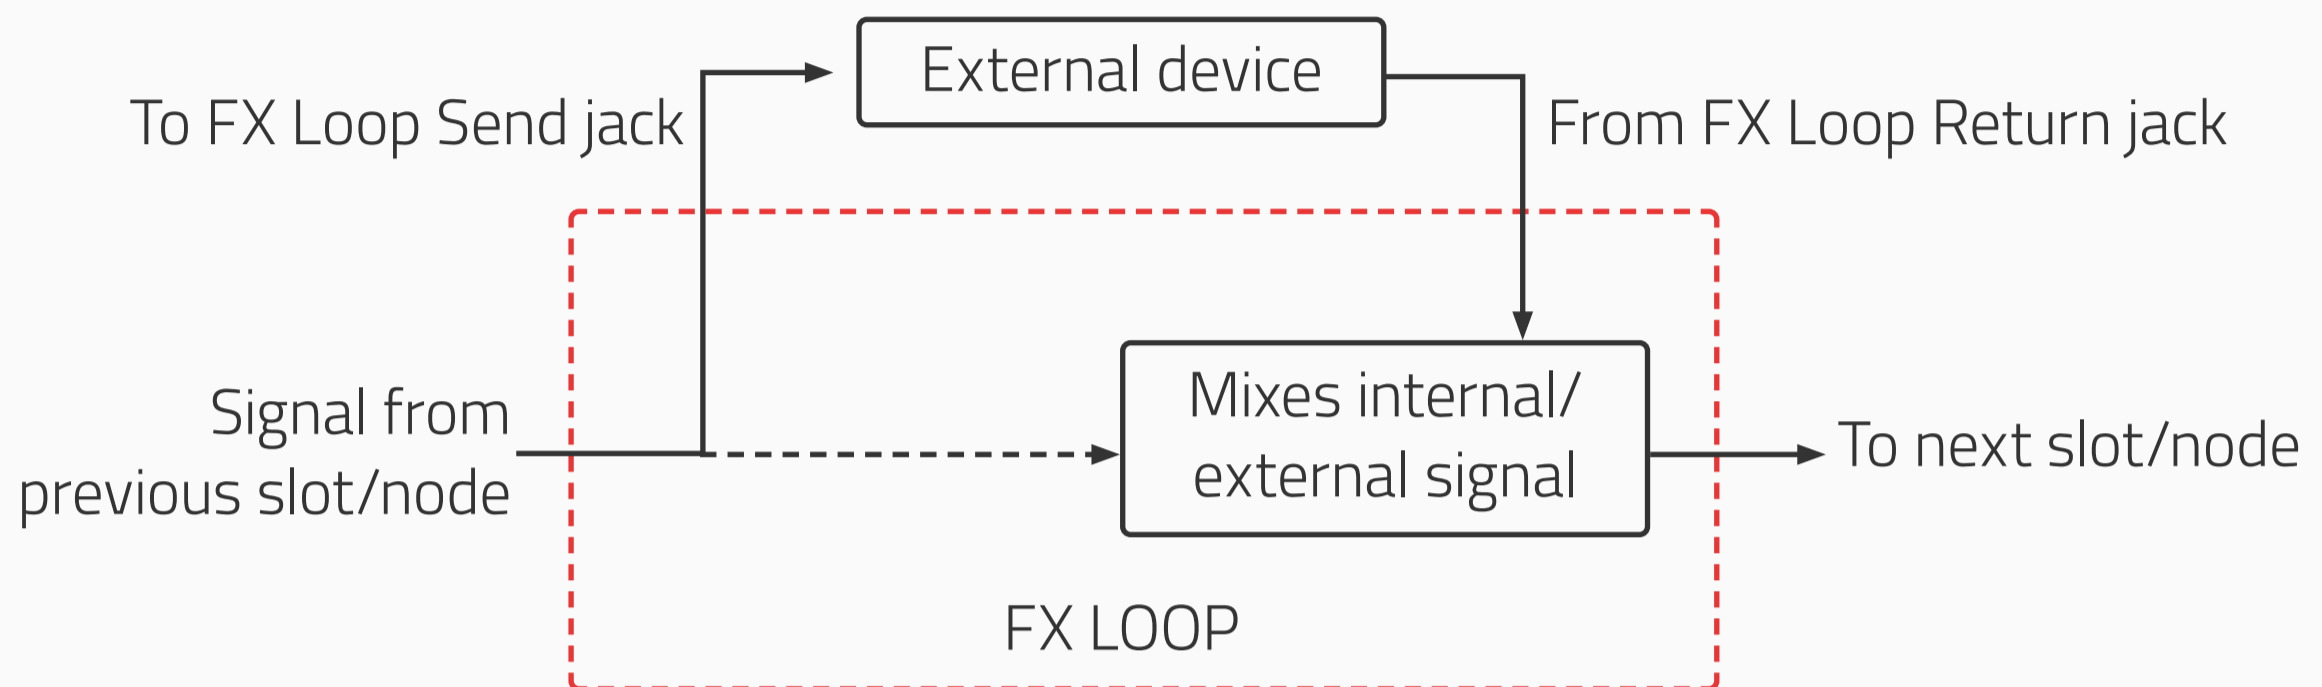 External device
To FX Loop Send jack
From FX Loop Return jack
Signal from
previous slot/node
Mixes internal/
external signal
To next slot/node
FX LOOP